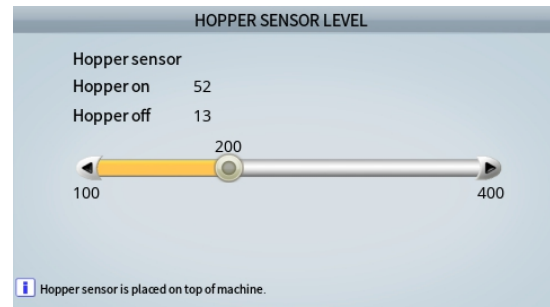 HOPPER SENSOR LEVEL
Hopper sensor
Hopper on 52
Hopper off 13
200
100 400
i Hopper sensor is placed on top of machine.